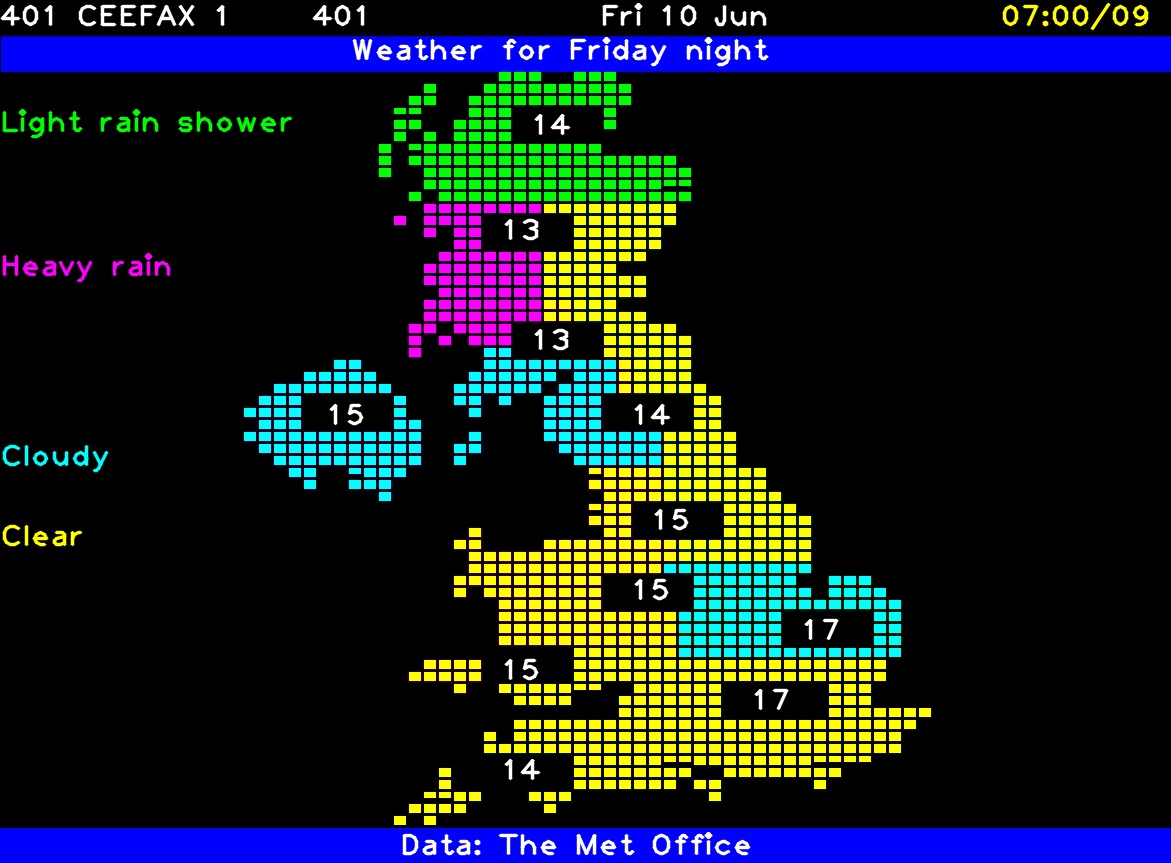 401 CEEFAX 1 401 Fri 10 Jun 07:00/09
Weather for Friday night
Light rain shower
14
13
Heavy rain
13
15
14
Cloudy
15
Clear
15
17
15
17
14
Data: The Met Office